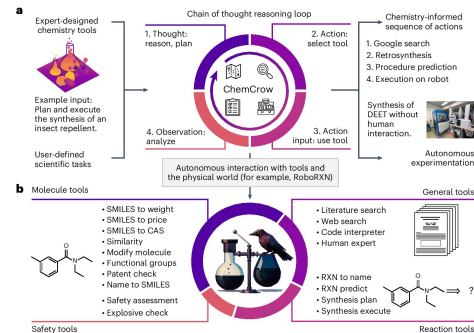 a
Expert-designed
chemistry tools
Example input:
Plan and execute
the synthesis of an
insect repellent.
User-defined
scientific tasks
Chain of thought reasoning loop
1. Thought:
reason, plan
2. Action:
select tool
ChemCrow
4. Observation:
analyze
3. Action
input: use tool
Chemistry-informed
sequence of actions
1. Google search
2. Retrosynthesis
3. Procedure prediction
4. Execution on robot
Synthesis of
DEET without
human
interaction.
Autonomous
experimentation
Autonomous interaction with tools and
the physical world (for example, RoboRXN)
b
Molecule tools
• SMILES to weight
• SMILES to price
• SMILES to CAS
• Similarity
• Modify molecule
• Functional groups
• Patent check
• Name to SMILES
O
N
• Safety assessment
• Explosive check
Safety tools
General tools
• Literature search
• Web search
• Code interpreter
• Human expert
• RXN to name
• RXN predict
• Synthesis plan
• Synthesis execute
O
N
?
Reaction tools